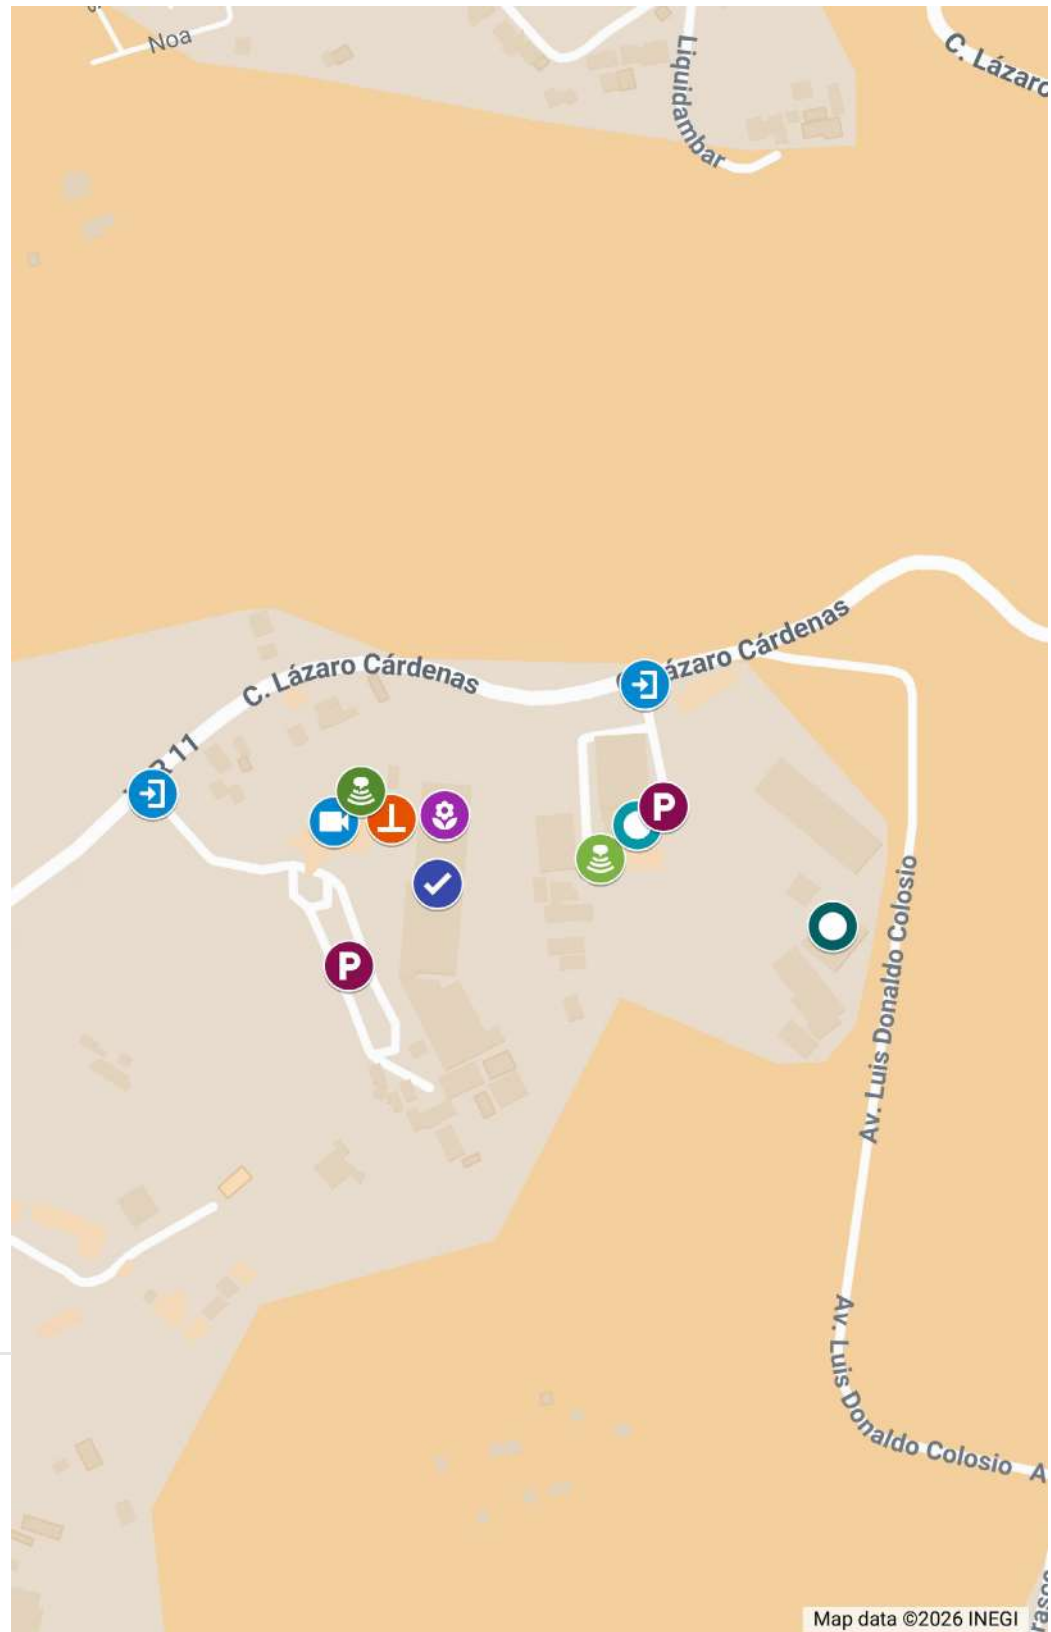 Noa
Liquidambar
C. Lázaro
C. Lázaro Cárdenas
ázaro Cárdenas
11
P
P
Av. Luis Donaldo Colosio
Av. Luis Donaldo Colosio
A
Map data ©2026 INEGI